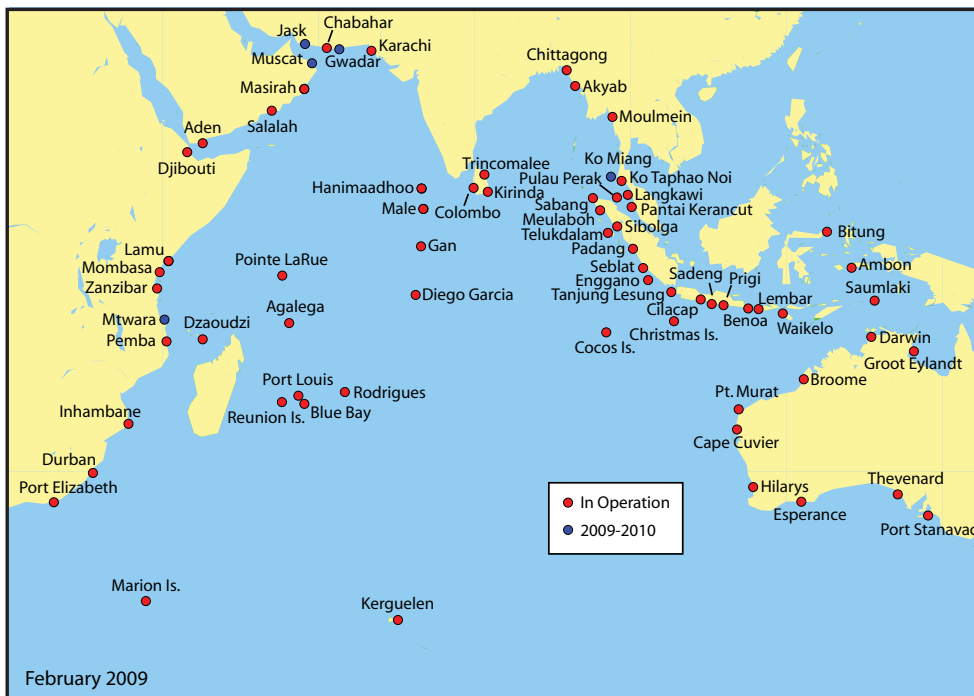 Chabahar
Jask
Karachi
Muscat
Gwadar
Chittagong
Masirah
Akyab
Salalah
Moulmein
Aden
Djibouti
Trincomalee
Ko Miang
Ko Taphao Noi
Pulau Perak
Hanimaadhoo
Kirinda
Langkawi
Sabang
Male
Colombo
Pantai Kerancut
Meulaboh
Sibolga
Telukdalam
Bitung
Lamu
Gan
Padang
Mombasa
Pointe LaRue
Seblat
Sadeng
Prigi
Ambon
Zanzibar
Enggano
Saumlaki
Diego Garcia
Tanjung Lesung
Lembar
Mtwara
Agalega
Cilacap
Benoa
Waikelo
Dzaoudzi
Pemba
Cocos Is.
Christmas Is.
Darwin
Groot Eylandt
Port Louis
Rodrigues
Broome
Pt. Murat
Inhambane
Reunion Is.
Blue Bay
Cape Cuvier
Durban
Port Elizabeth
Hilarys
Thevenard
In Operation
Esperance
2009-2010
Port Stanavac
Marion Is.
Kerguelen
February 2009